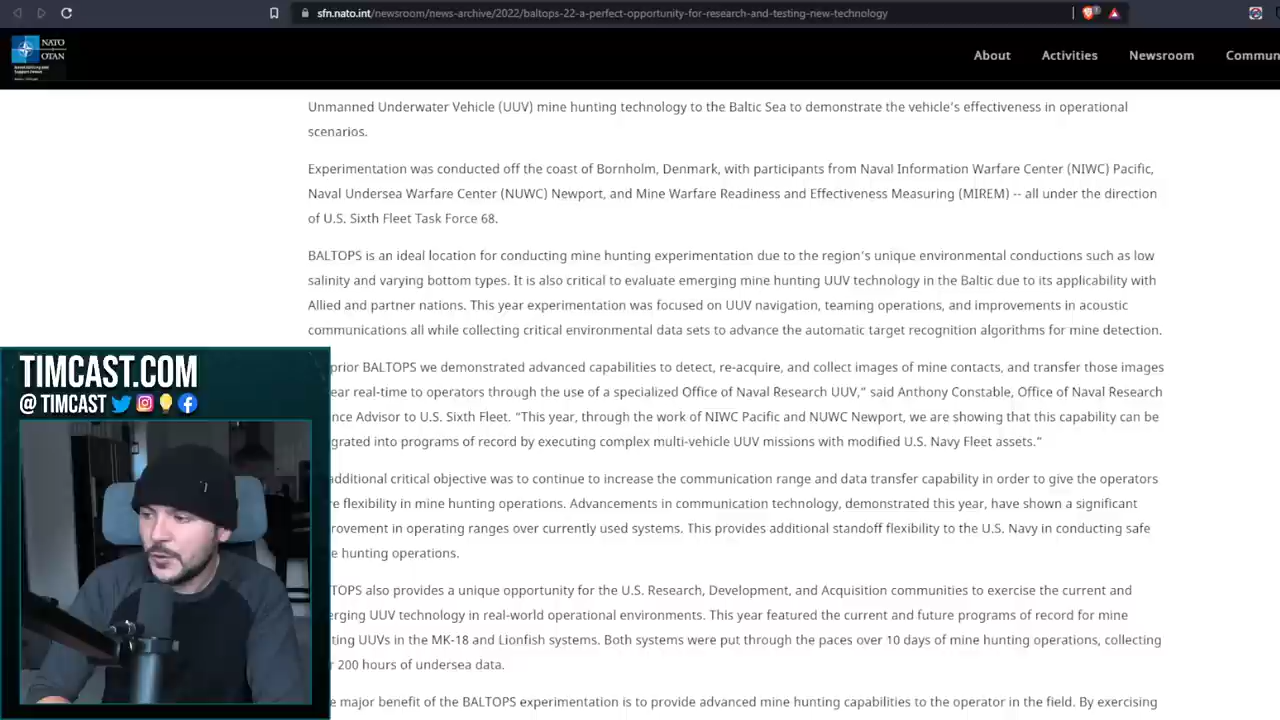 sfn.nato.int/newsroom/news-archive/2022/baltops-22-a-perfect-opportunity-for-research-and-testing-new-technology
NATO
OTAN
About Activities Newsroom Commun
Unmanned Underwater Vehicle (UUV) mine hunting technology to the Baltic Sea to demonstrate the vehicle's effectiveness in operational
scenarios.
Experimentation was conducted off the coast of Bornholm, Denmark, with participants from Naval Information Warfare Center (NIWC) Pacific,
Naval Undersea Warfare Center (NUWC) Newport, and Mine Warfare Readiness and Effectiveness Measuring (MIREM) -- all under the direction
of U.S. Sixth Fleet Task Force 68.
BALTOPS is an ideal location for conducting mine hunting experimentation due to the region's unique environmental conductions such as low
salinity and varying bottom types. It is also critical to evaluate emerging mine hunting UUV technology in the Baltic due to its applicability with
Allied and partner nations. This year experimentation was focused on UUV navigation, teaming operations, and improvements in acoustic
communications all while collecting critical environmental data sets to advance the automatic target recognition algorithms for mine detection.
prior BALTOPS we demonstrated advanced capabilities to detect, re-acquire, and collect images of mine contacts, and transfer those images
ear real-time to operators through the use of a specialized Office of Naval Research UUV,” said Anthony Constable, Office of Naval Research
nce Advisor to U.S. Sixth Fleet. “This year, through the work of NIWC Pacific and NUWC Newport, we are showing that this capability can be
grated into programs of record by executing complex multi-vehicle UUV missions with modified U.S. Navy Fleet assets.”
additional critical objective was to continue to increase the communication range and data transfer capability in order to give the operators
e flexibility in mine hunting operations. Advancements in communication technology, demonstrated this year, have shown a significant
rovement in operating ranges over currently used systems. This provides additional standoff flexibility to the U.S. Navy in conducting safe
e hunting operations.
TOPS also provides a unique opportunity for the U.S. Research, Development, and Acquisition communities to exercise the current and
erging UUV technology in real-world operational environments. This year featured the current and future programs of record for mine
ting UUVs in the MK-18 and Lionfish systems. Both systems were put through the paces over 10 days of mine hunting operations, collecting
r 200 hours of undersea data.
e major benefit of the BALTOPS experimentation is to provide advanced mine hunting capabilities to the operator in the field. By exercising
TIMCAST.COM
@ TIMCAST